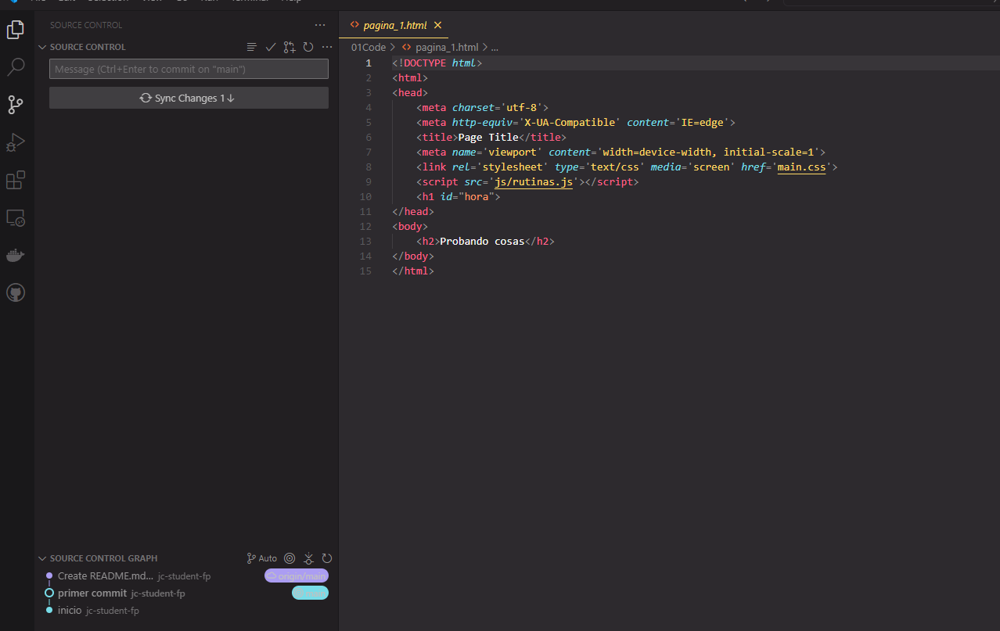 SOURCE CONTROL
SOURCE CONTROL
Message (Ctrl+Enter to commit on "main")
Sync Changes 1↓
SOURCE CONTROL GRAPH
Auto
Create README.md... jc-student-fp origin/main
primer commit jc-student-fp
inicio jc-student-fp
pagina_1.html
01Code > pagina_1.html > ...
1 <!DOCTYPE html>
2 <html>
3 <head>
4 <meta charset='utf-8'>
5 <meta http-equiv='X-UA-Compatible' content='IE=edge'>
6 <title>Page Title</title>
7 <meta name='viewport' content='width=device-width, initial-scale=1'>
8 <link rel='stylesheet' type='text/css' media='screen' href='main.css'>
9 <script src='js/rutinas.js'></script>
10 <h1 id="hora">
11 </head>
12 <body>
13 <h2>Probando cosas</h2>
14 </body>
15 </html>